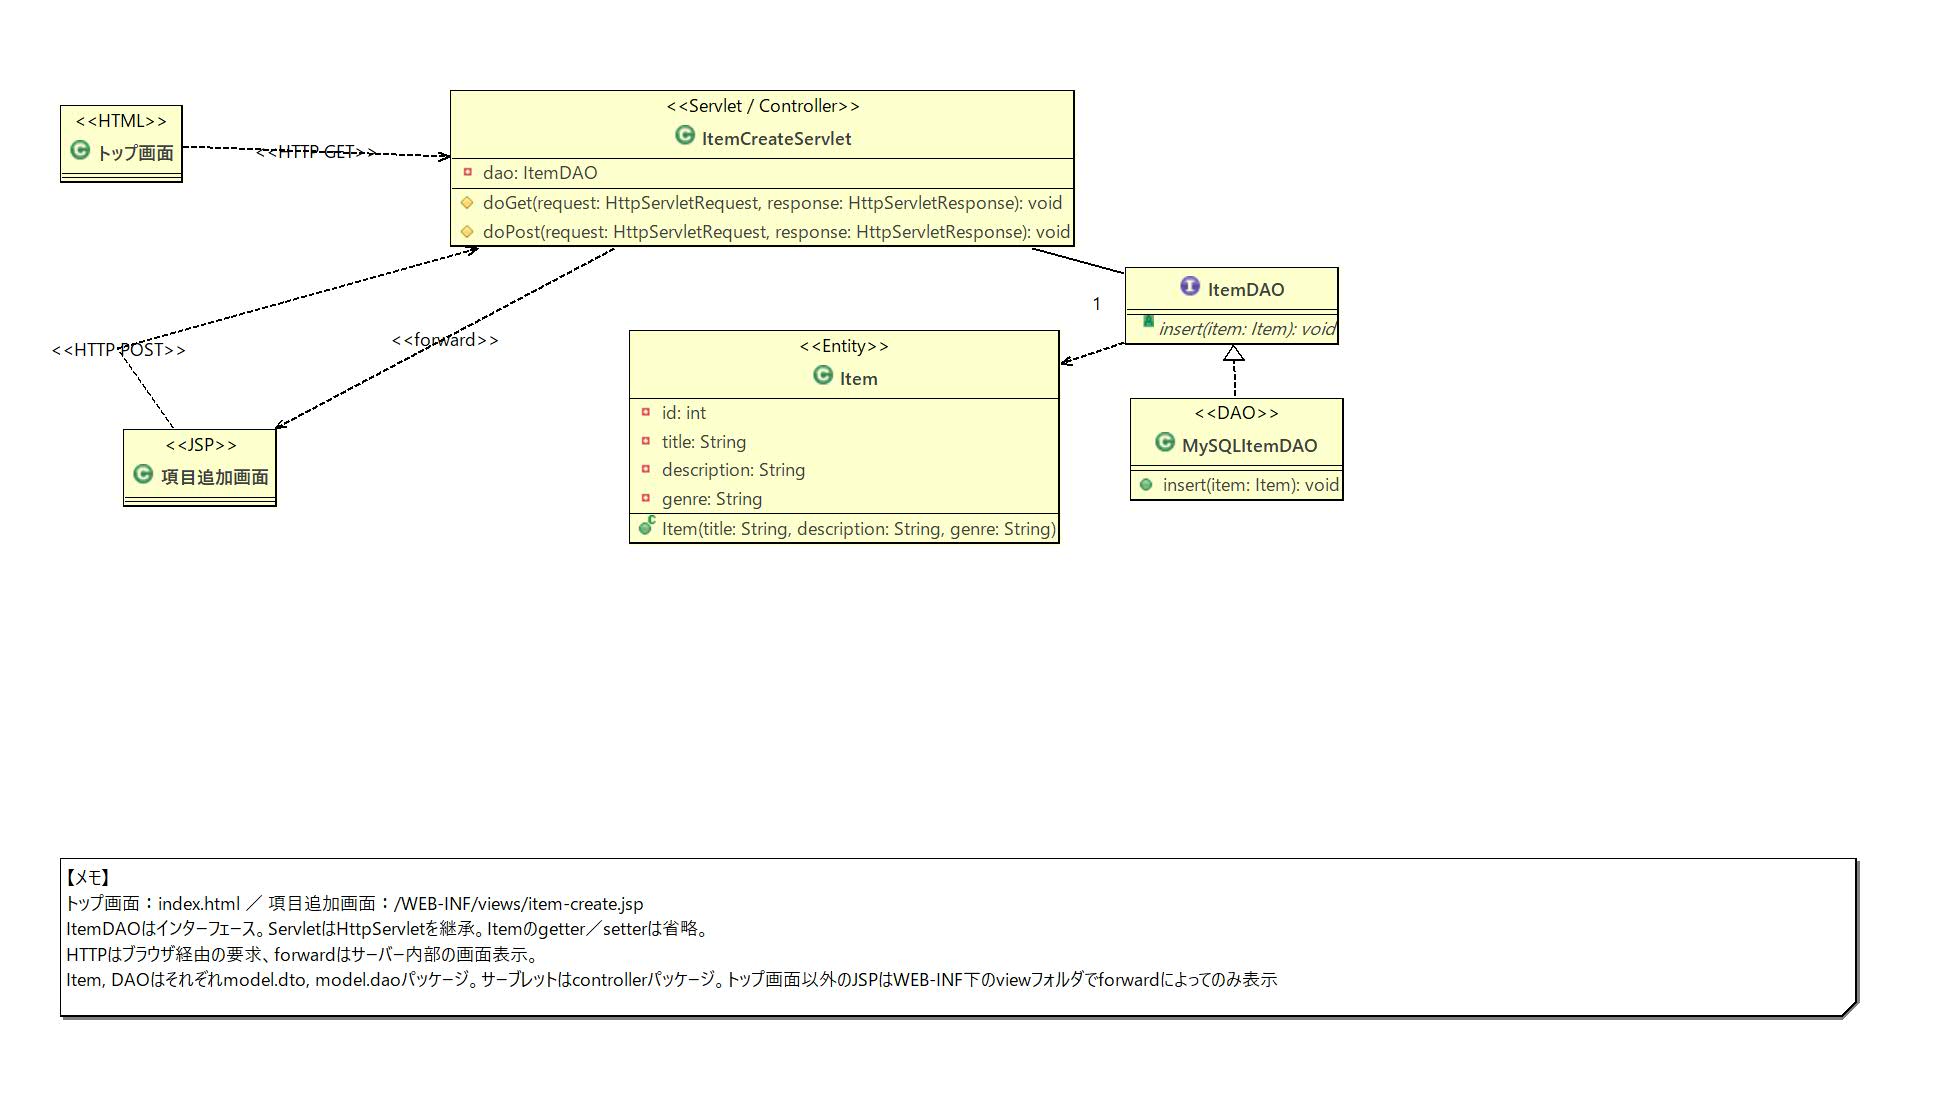 <<HTML>>
トップ画面
<<HTTP GET>>
<<Servlet / Controller>>
ItemCreateServlet
dao: ItemDAO
doGet(request: HttpServletRequest, response: HttpServletResponse): void
doPost(request: HttpServletRequest, response: HttpServletResponse): void
1
ItemDAO
insert(item: Item): void
<<HTTP POST>>
<<forward>>
<<Entity>>
Item
id: int
title: String
description: String
genre: String
Item(title: String, description: String, genre: String)
<<DAO>>
MySQLItemDAO
insert(item: Item): void
<<JSP>>
項目追加画面
【メモ】
トップ画面：index.html ／ 項目追加画面：/WEB-INF/views/item-create.jsp
ItemDAOはインターフェース。ServletはHttpServletを継承。Itemのgetter／setterは省略。
HTTPはブラウザ経由の要求、forwardはサーバー内部の画面表示。
Item, DAOはそれぞれmodel.dto, model.daoパッケージ。サーブレットはcontrollerパッケージ。トップ画面以外のJSPはWEB-INF下のviewフォルダでforwardによってのみ表示